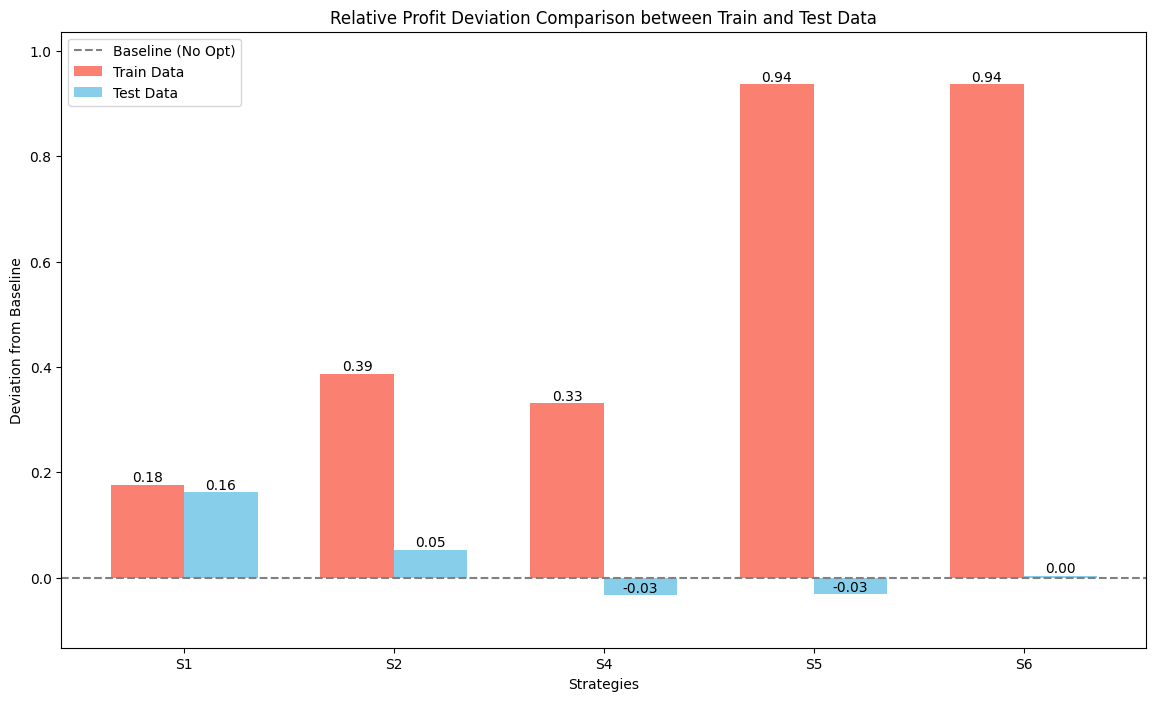 Relative Profit Deviation Comparison between Train and Test Data
Baseline (No Opt)
Train Data
Test Data
Deviation from Baseline
1.0
0.8
0.6
0.4
0.2
0.0
0.18
0.16
0.39
0.05
0.33
-0.03
0.94
-0.03
0.94
0.00
S1
S2
S4
S5
S6
Strategies